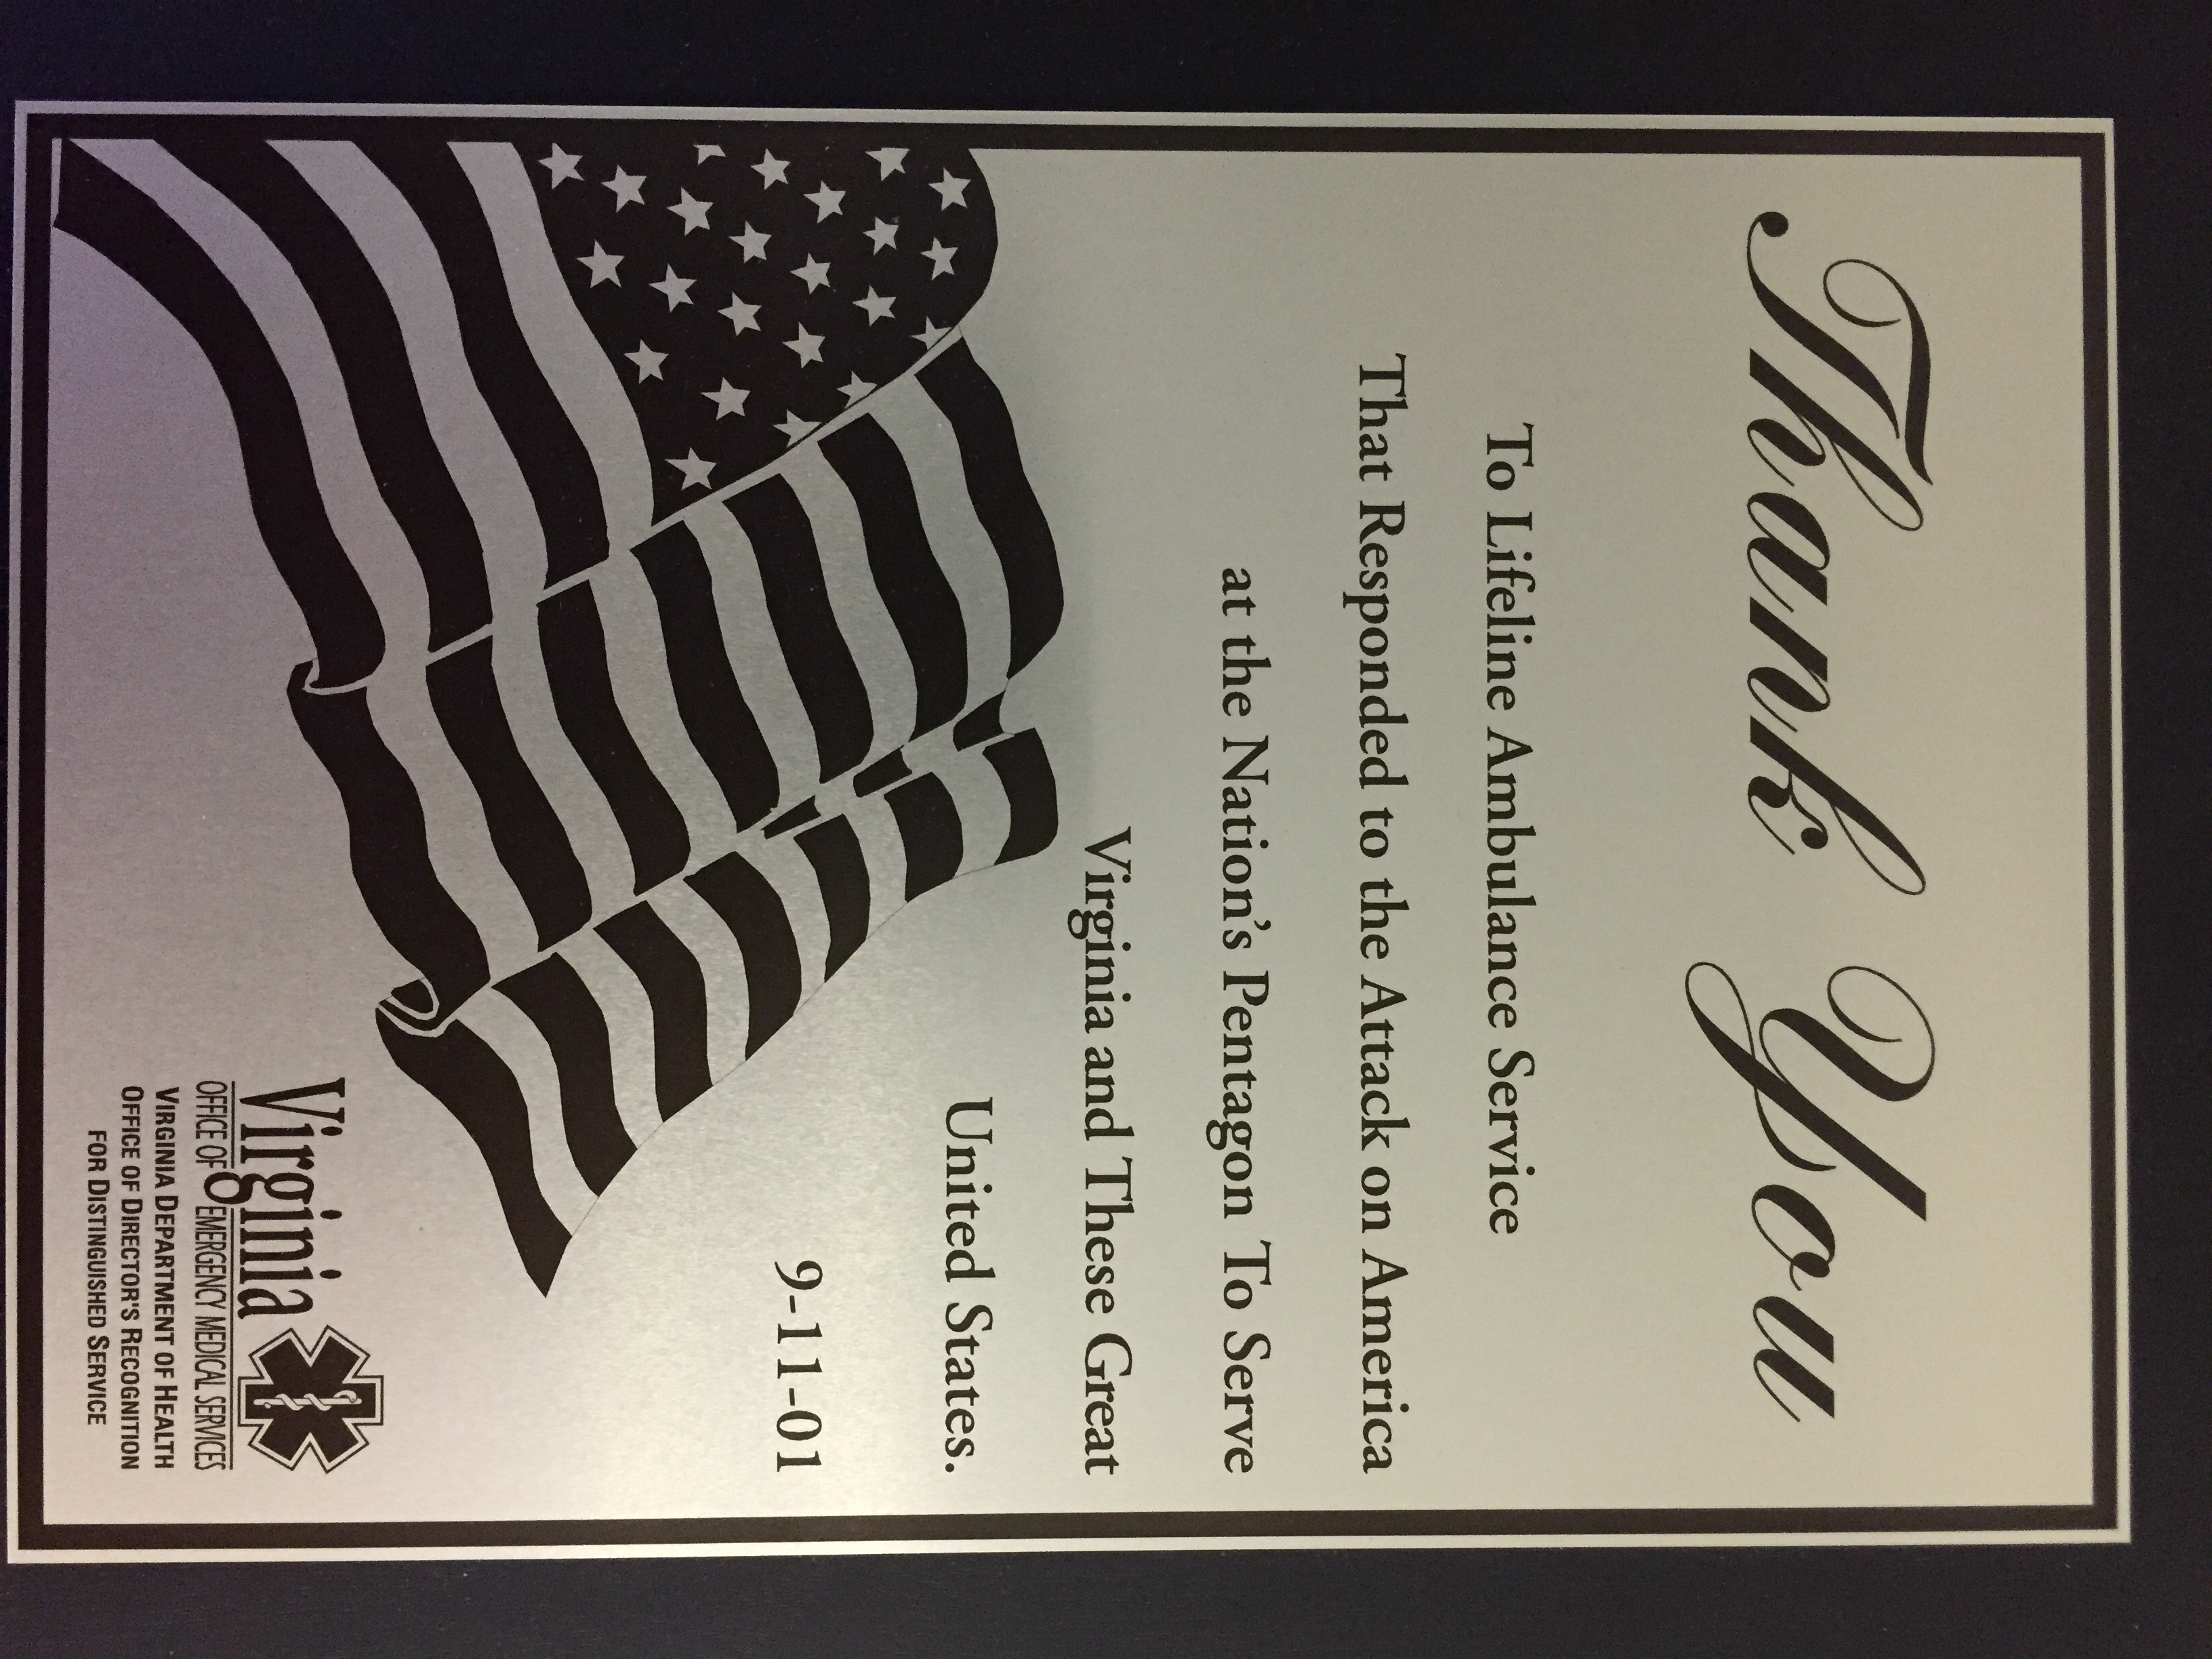 Thank You
To Lifeline Ambulance Service
That Responded to the Attack on America
at the Nation's Pentagon To Serve
Virginia and These Great
United States.
9-11-01
Virginia
OFFICE OF EMERGENCY MEDICAL SERVICES
VIRGINIA DEPARTMENT OF HEALTH
OFFICE OF DIRECTOR'S RECOGNITION
FOR DISTINGUISHED SERVICE